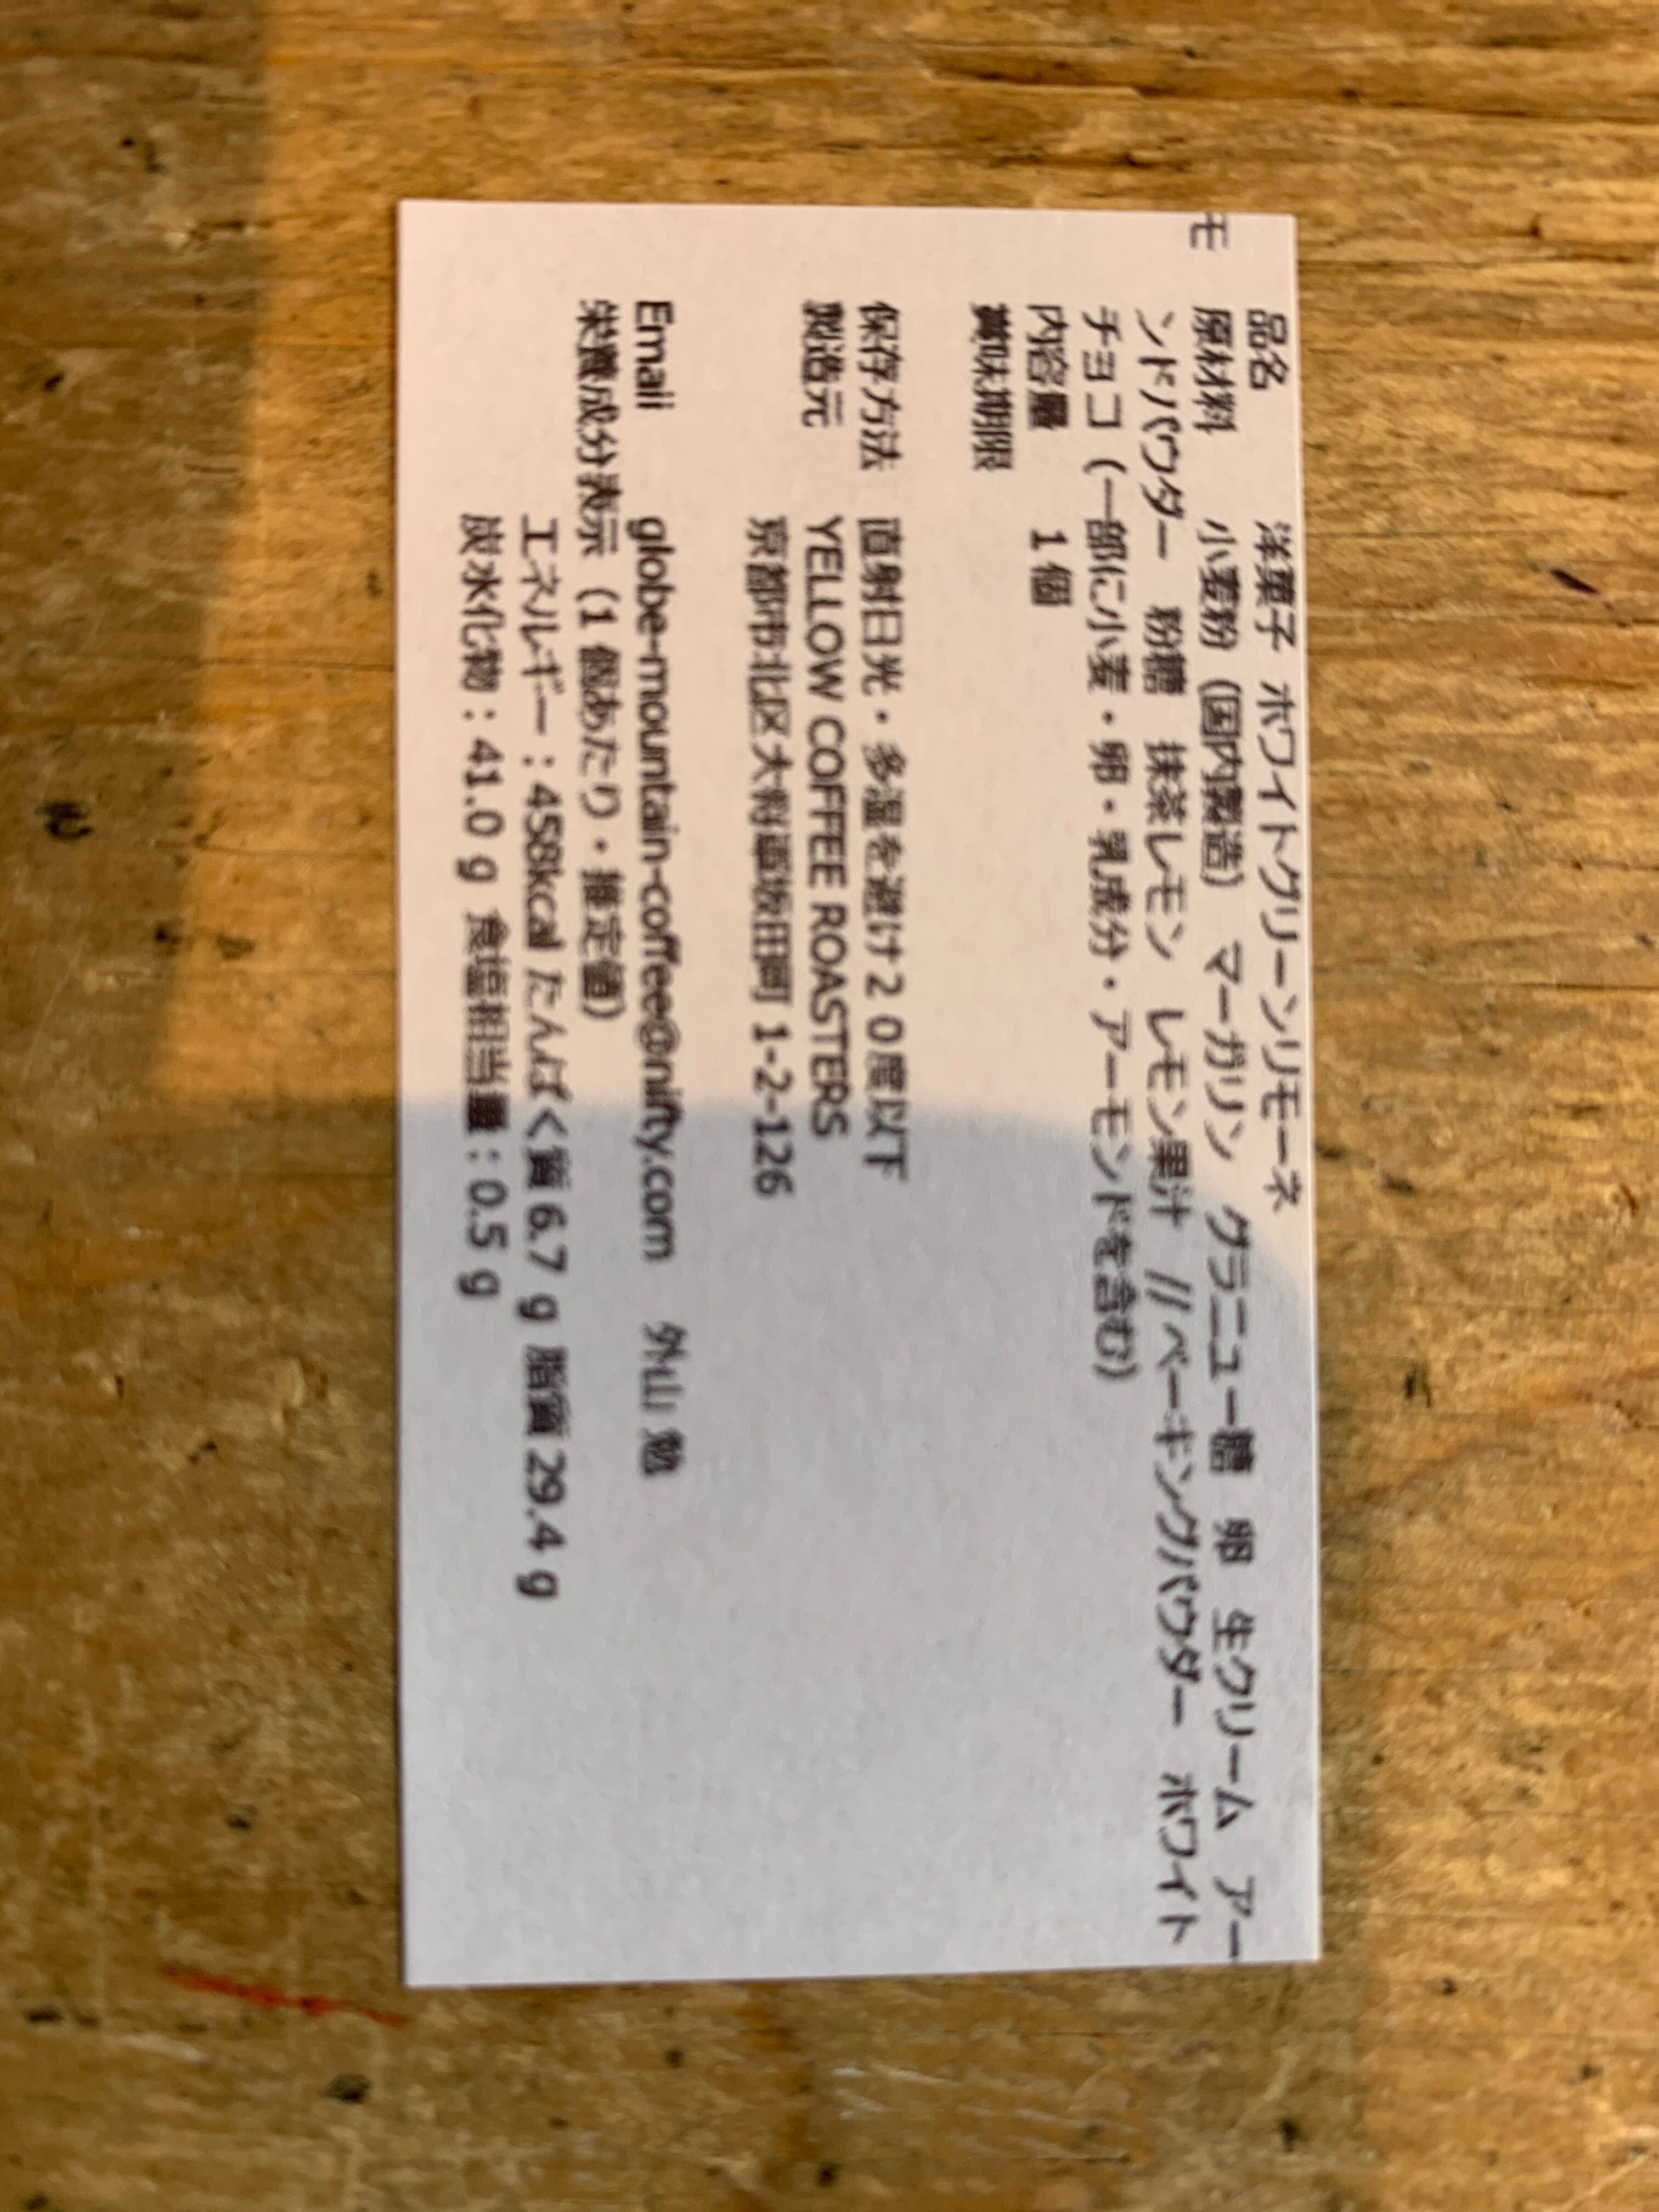 品名　洋菓子 ホワイトグリーンリモーネ
原材料　小麦粉（国内製造）　マーガリン　グラニュー糖　卵　生クリーム　アー
モ
ンドパウダー　粉糖　抹茶レモン　レモン果汁　//ベーキングパウダー　ホワイト
チョコ（一部に小麦・卵・乳成分・アーモンドを含む）
内容量　1個
賞味期限
保存方法　直射日光・多湿を避け２０度以下
製造元　YELLOW COFFEE ROASTERS
京都市北区大将軍坂田町 1-2-126
Email　globe-mountain-coffee@nifty.com　外山 勉
栄養成分表示（1個あたり・推定値）
エネルギー：458kcal たんぱく質 6.7 g 脂質 29.4 g
炭水化物：41.0 g 食塩相当量：0.5 g